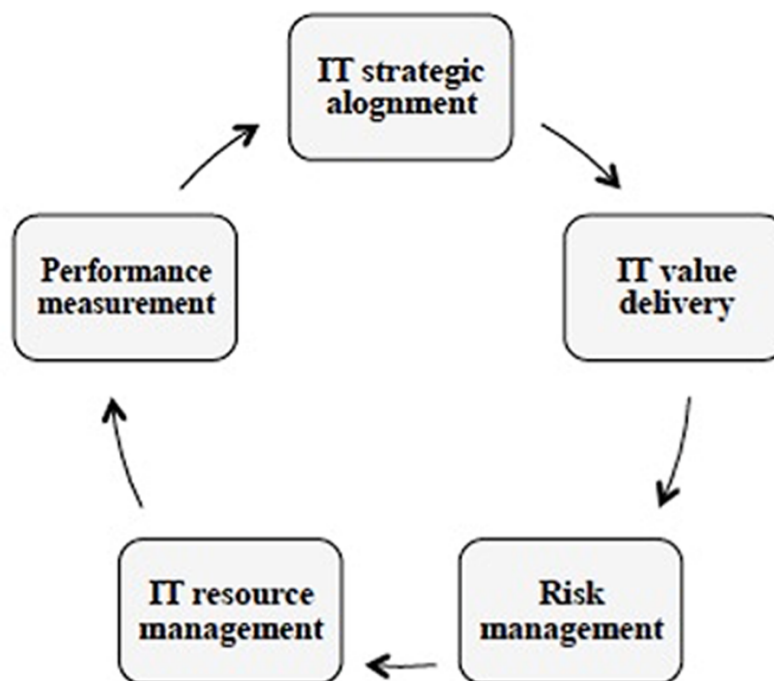 IT strategic
alognment
Performance
measurement
IT value
delivery
IT resource
management
Risk
management